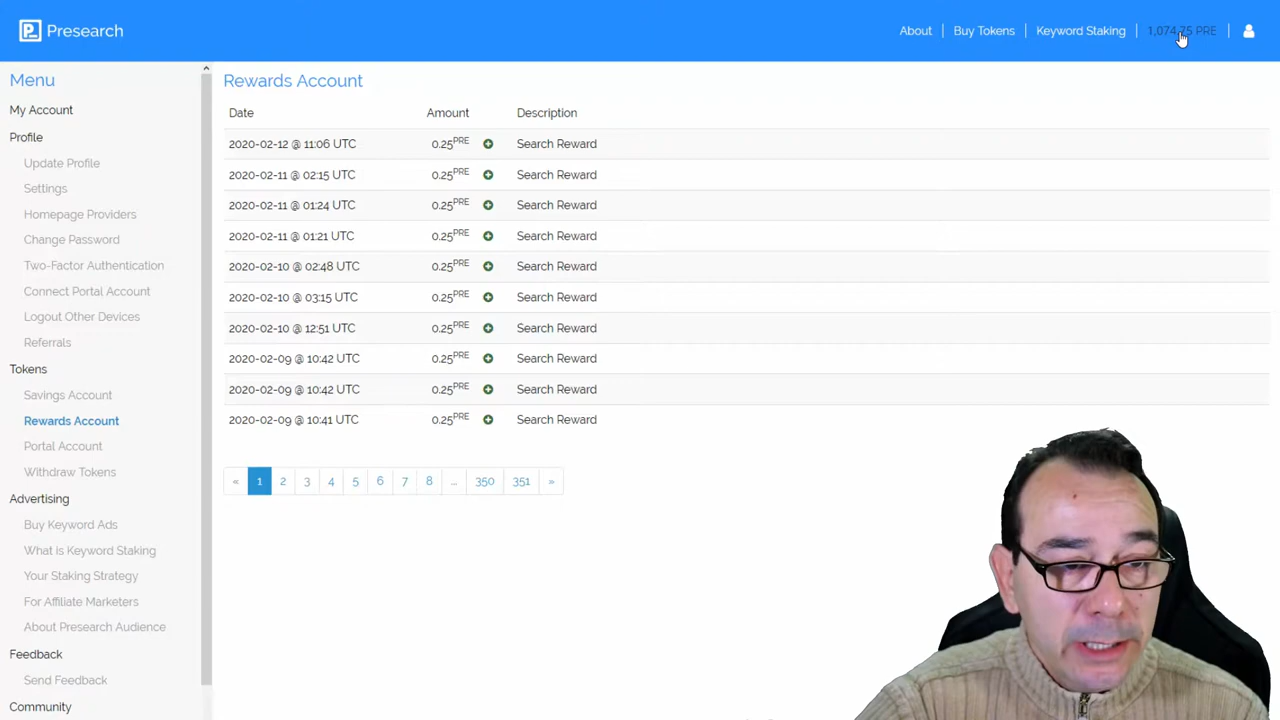 Presearch
About
Buy Tokens
Keyword Staking
1,074.75 PRE
Menu
My Account
Profile
Update Profile
Settings
Homepage Providers
Change Password
Two-Factor Authentication
Connect Portal Account
Logout Other Devices
Referrals
Tokens
Savings Account
Rewards Account
Portal Account
Withdraw Tokens
Advertising
Buy Keyword Ads
What is Keyword Staking
Your Staking Strategy
For Affiliate Marketers
About Presearch Audience
Feedback
Send Feedback
Community
Rewards Account
Date Amount Description
2020-02-12 @ 11:06 UTC 0.25PRE Search Reward
2020-02-11 @ 02:15 UTC 0.25PRE Search Reward
2020-02-11 @ 01:24 UTC 0.25PRE Search Reward
2020-02-11 @ 01:21 UTC 0.25PRE Search Reward
2020-02-10 @ 02:48 UTC 0.25PRE Search Reward
2020-02-10 @ 03:15 UTC 0.25PRE Search Reward
2020-02-10 @ 12:51 UTC 0.25PRE Search Reward
2020-02-09 @ 10:42 UTC 0.25PRE Search Reward
2020-02-09 @ 10:42 UTC 0.25PRE Search Reward
2020-02-09 @ 10:41 UTC 0.25PRE Search Reward
« 1 2 3 4 5 6 7 8 ... 350 351 »